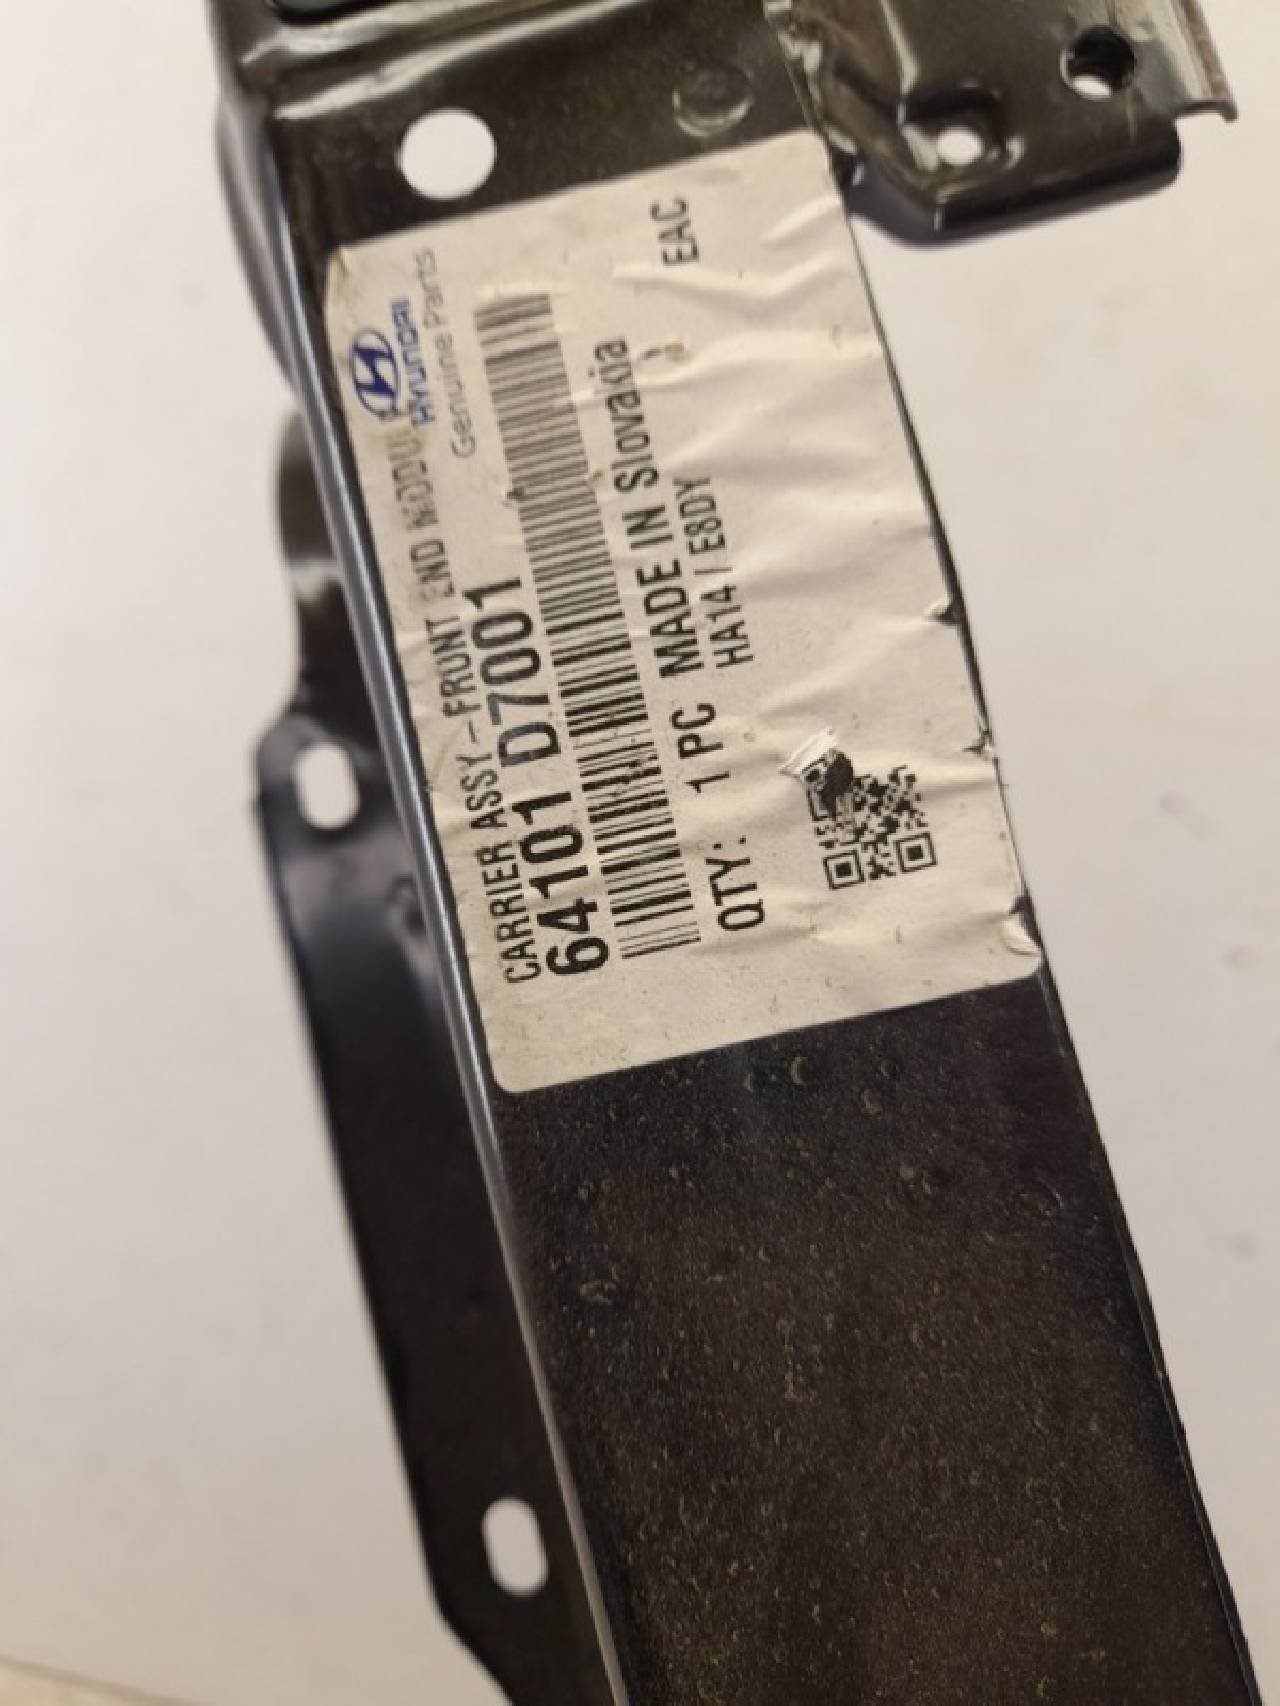 HYUNDAI
Genuine Parts
CARRIER ASSY-FRONT END MODUL
64101 D7001
QTY: 1 PC MADE IN Slovakia
HA14 / E8DY
EAC